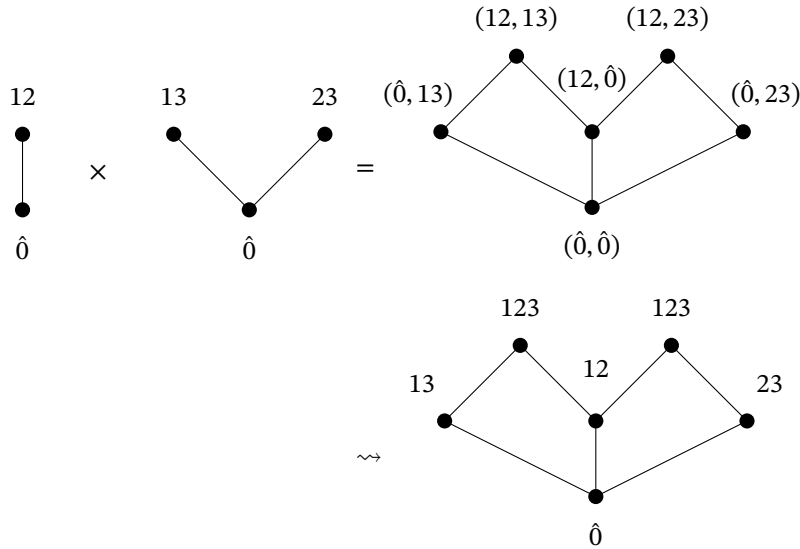 (12, 13) (12, 23)
12 13 23 (0̂, 13) (12, 0̂) (0̂, 23)
× =
0̂ 0̂ (0̂, 0̂)
123 123
13 12 23
⇝
0̂